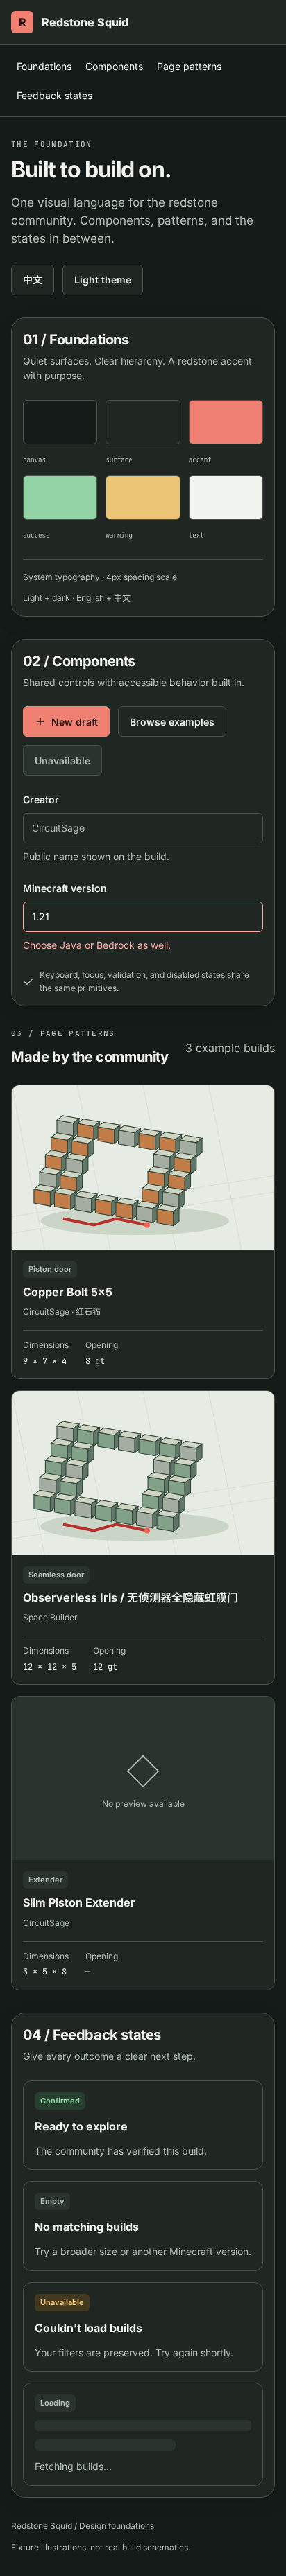 R Redstone Squid
Foundations Components Page patterns
Feedback states
THE FOUNDATION
Built to build on.
One visual language for the redstone
community. Components, patterns, and the
states in between.
中文 Light theme
01 / Foundations
Quiet surfaces. Clear hierarchy. A redstone accent
with purpose.
canvas surface accent
success warning text
System typography · 4px spacing scale
Light + dark · English + 中文
02 / Components
Shared controls with accessible behavior built in.
+ New draft Browse examples
Unavailable
Creator
CircuitSage
Public name shown on the build.
Minecraft version
1.21
Choose Java or Bedrock as well.
Keyboard, focus, validation, and disabled states share
the same primitives.
03 / PAGE PATTERNS
Made by the community 3 example builds
Piston door
Copper Bolt 5×5
CircuitSage · 红石猫
Dimensions Opening
9 × 7 × 4 8 gt
Seamless door
Observerless Iris / 无侦测器全隐藏虹膜门
Space Builder
Dimensions Opening
12 × 12 × 5 12 gt
No preview available
Extender
Slim Piston Extender
CircuitSage
Dimensions Opening
3 × 5 × 8 —
04 / Feedback states
Give every outcome a clear next step.
Confirmed
Ready to explore
The community has verified this build.
Empty
No matching builds
Try a broader size or another Minecraft version.
Unavailable
Couldn’t load builds
Your filters are preserved. Try again shortly.
Loading
Fetching builds…
Redstone Squid / Design foundations
Fixture illustrations, not real build schematics.